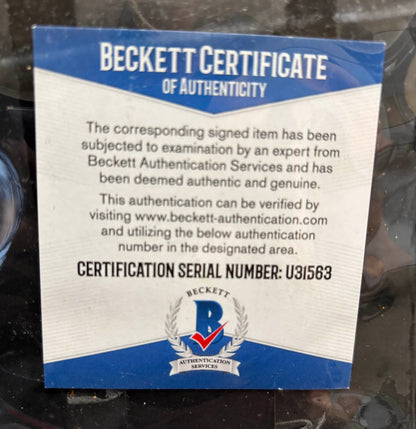 BECKETT CERTIFICATE
OF AUTHENTICITY
The corresponding signed item has been
subjected to examination by an expert from
Beckett Authentication Services and has
been deemed authentic and genuine.
This authentication can be verified by
visiting www.beckett-authentication.com
and utilizing the below authentication
number in the designated area.
CERTIFICATION SERIAL NUMBER: U31563
BECKETT
B
AUTHENTICATION
SERVICES